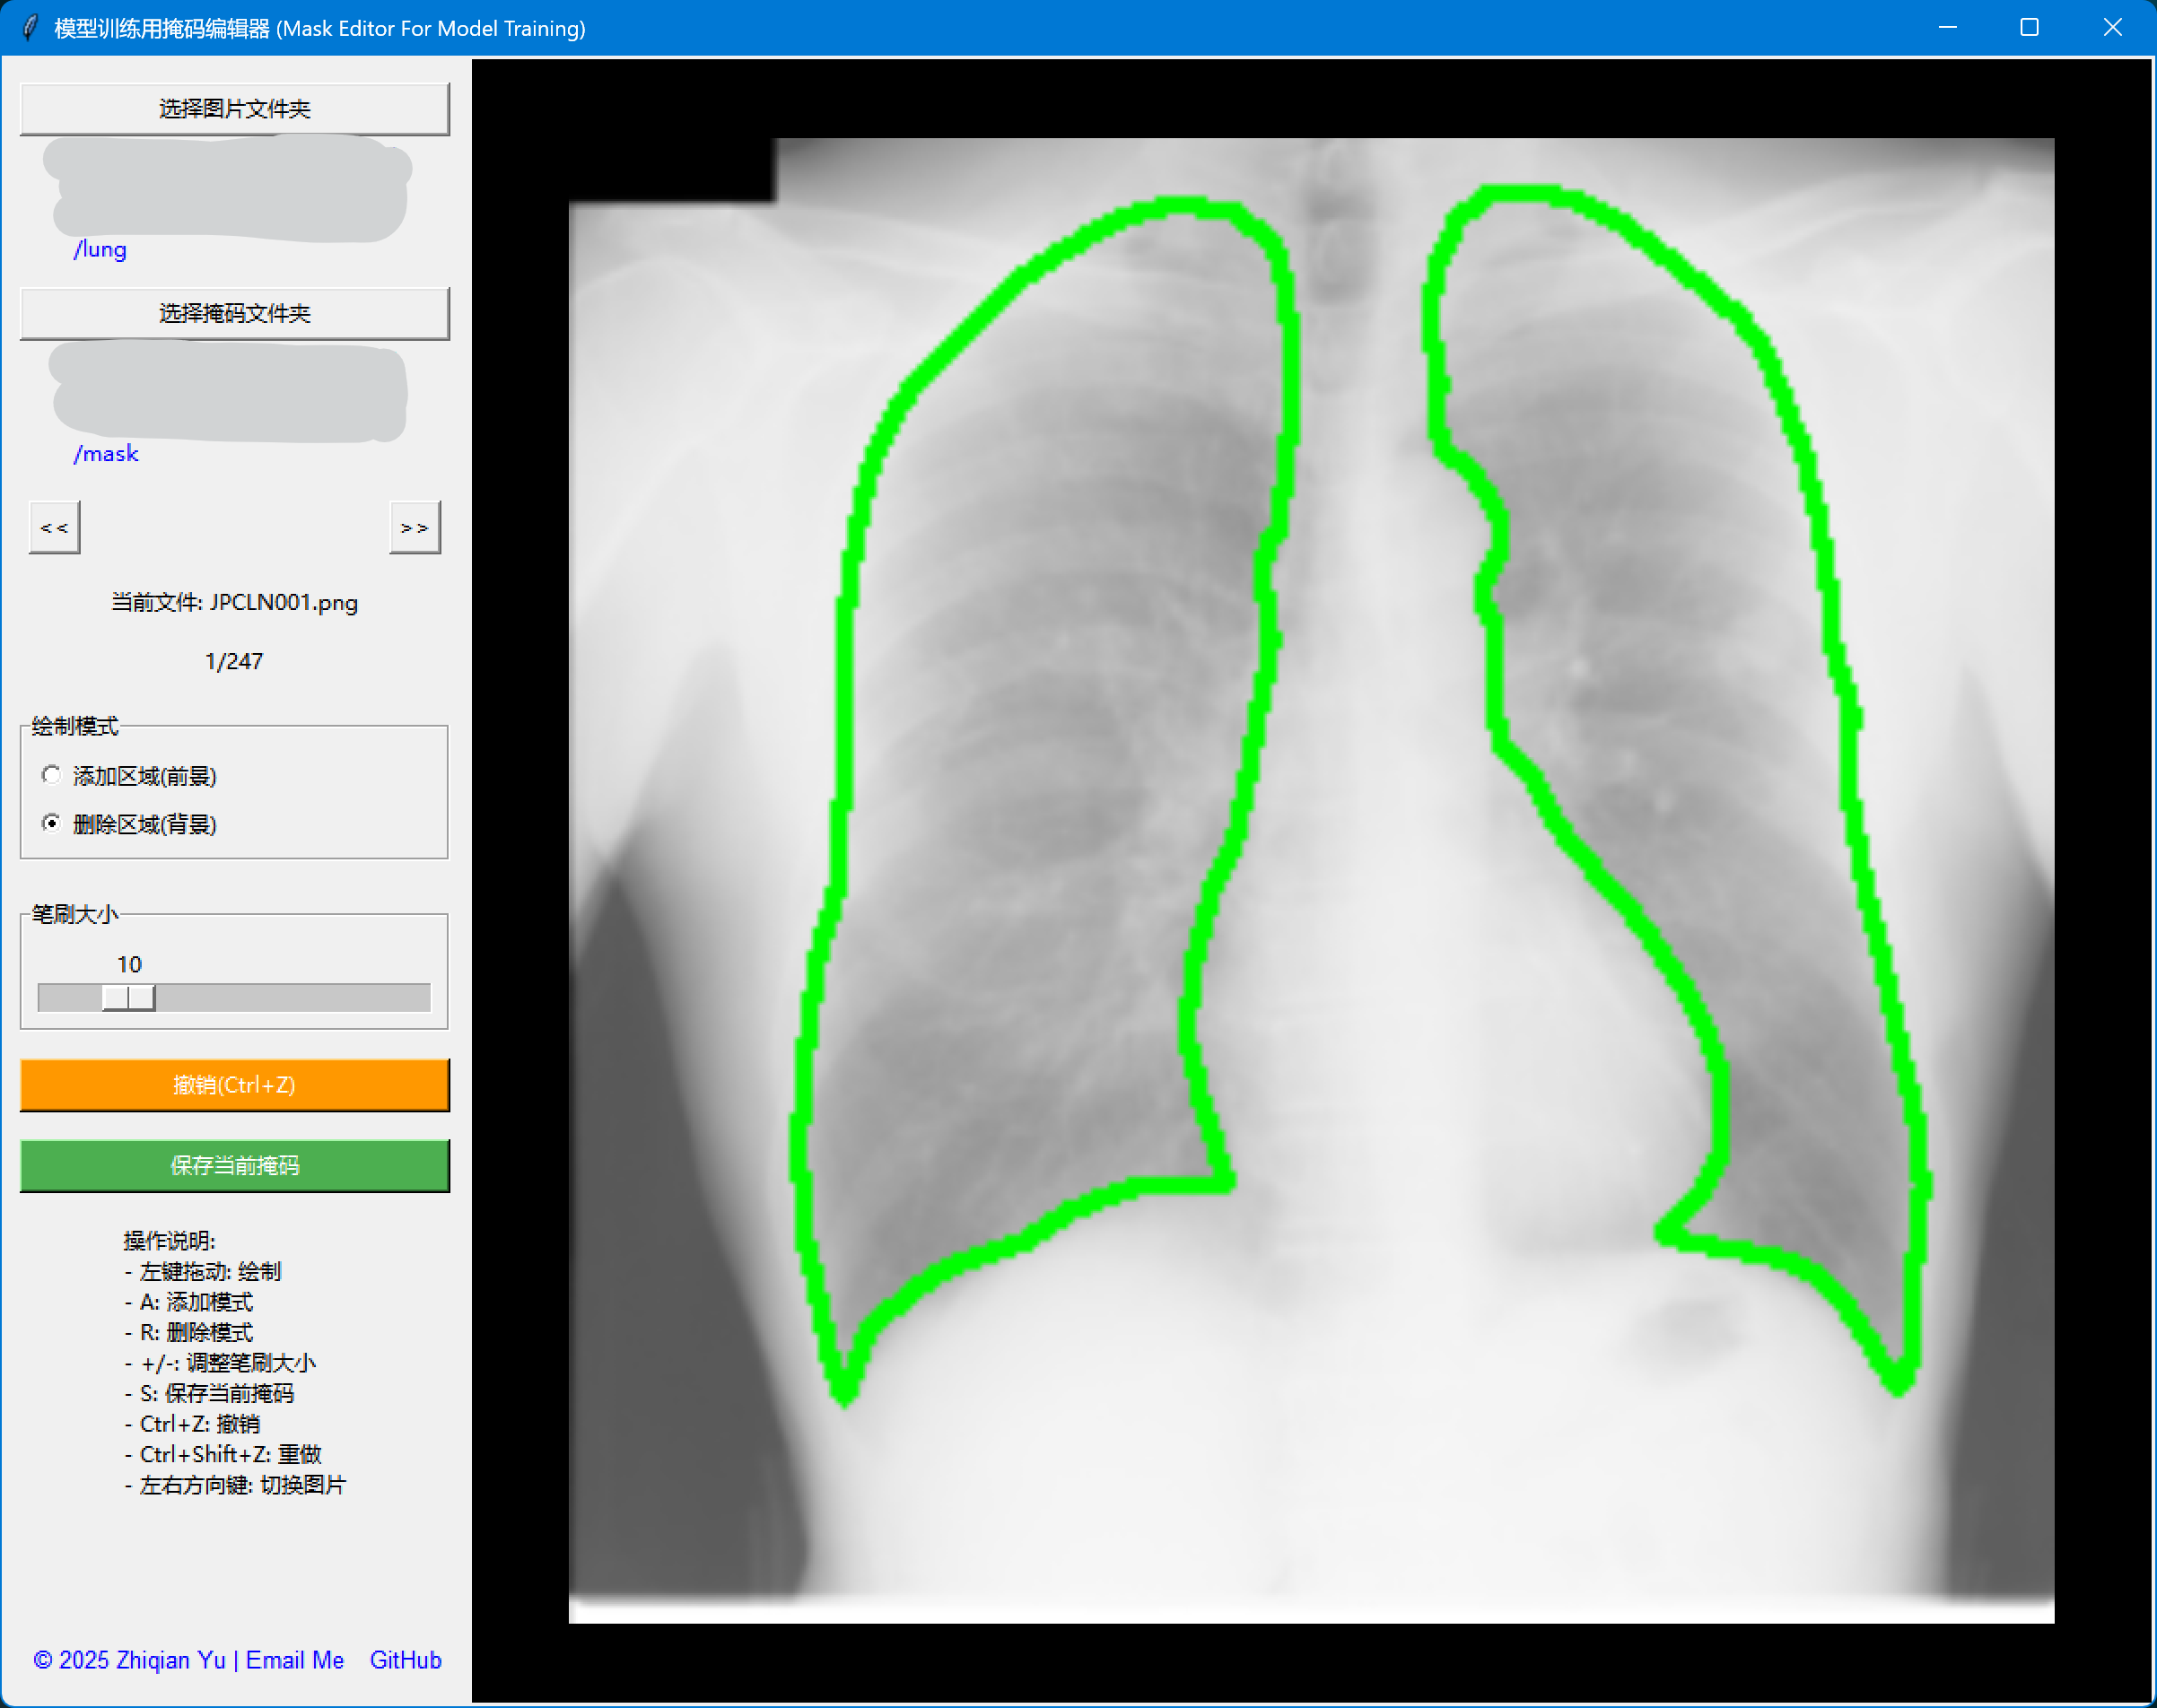 模型训练用掩码编辑器 (Mask Editor For Model Training)
选择图片文件夹
/lung
选择掩码文件夹
/mask
<<
>>
当前文件: JPCLN001.png
1/247
绘制模式
添加区域(前景)
删除区域(背景)
笔刷大小
10
撤销(Ctrl+Z)
保存当前掩码
操作说明:
- 左键拖动: 绘制
- A: 添加模式
- R: 删除模式
- +/-: 调整笔刷大小
- S: 保存当前掩码
- Ctrl+Z: 撤销
- Ctrl+Shift+Z: 重做
- 左右方向键: 切换图片
© 2025 Zhiqian Yu | Email Me GitHub